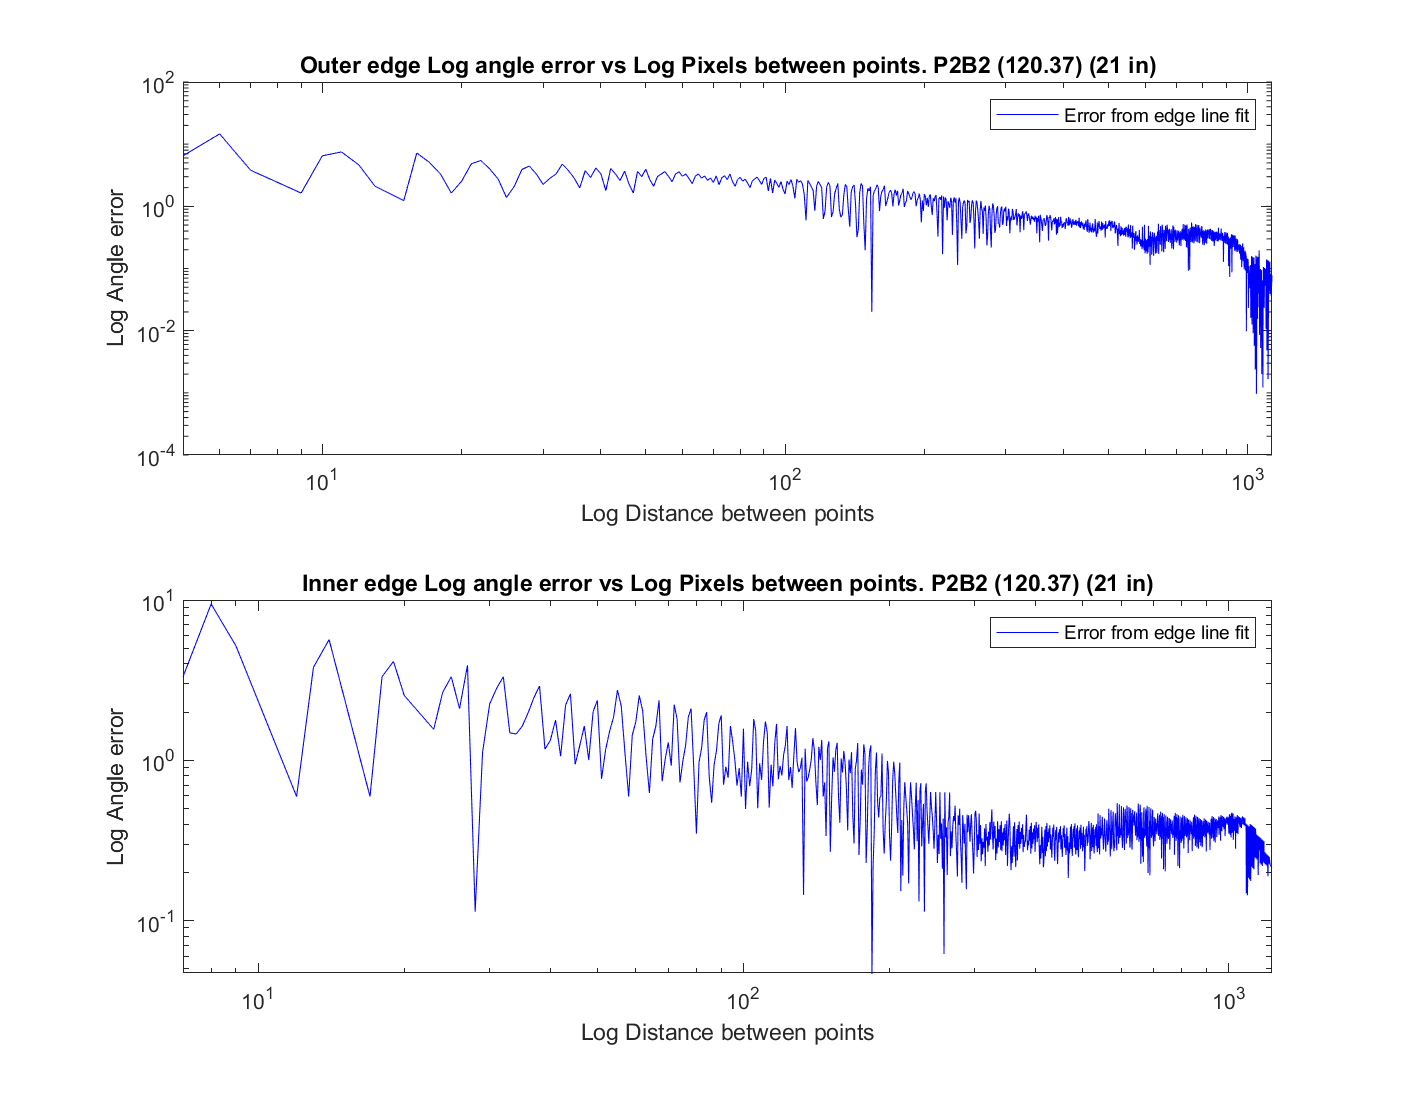 Outer edge Log angle error vs Log Pixels between points. P2B2 (120.37) (21 in)
Error from edge line fit
Log Angle error
10^2
10^0
10^-2
10^-4
10^1 10^2 10^3
Log Distance between points
Inner edge Log angle error vs Log Pixels between points. P2B2 (120.37) (21 in)
Error from edge line fit
Log Angle error
10^1
10^0
10^-1
10^1 10^2 10^3
Log Distance between points